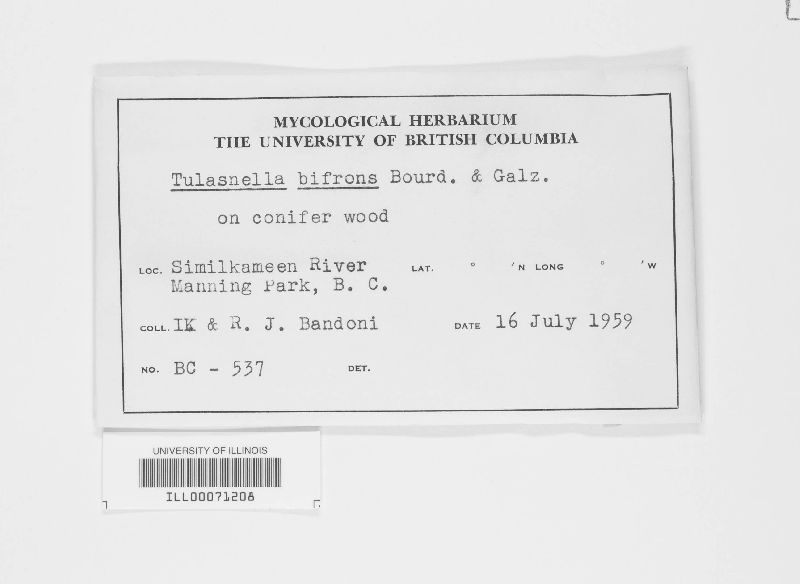 MYCOLOGICAL HERBARIUM
THE UNIVERSITY OF BRITISH COLUMBIA
Tulasnella bifrons Bourd. & Galz.
on conifer wood
LOC. Similkameen River LAT. ° ′N LONG ° ′W
Manning Park, B. C.
COLL. IK & R. J. Bandoni DATE 16 July 1959
NO. BC - 537 DET.
UNIVERSITY OF ILLINOIS
ILL00071208